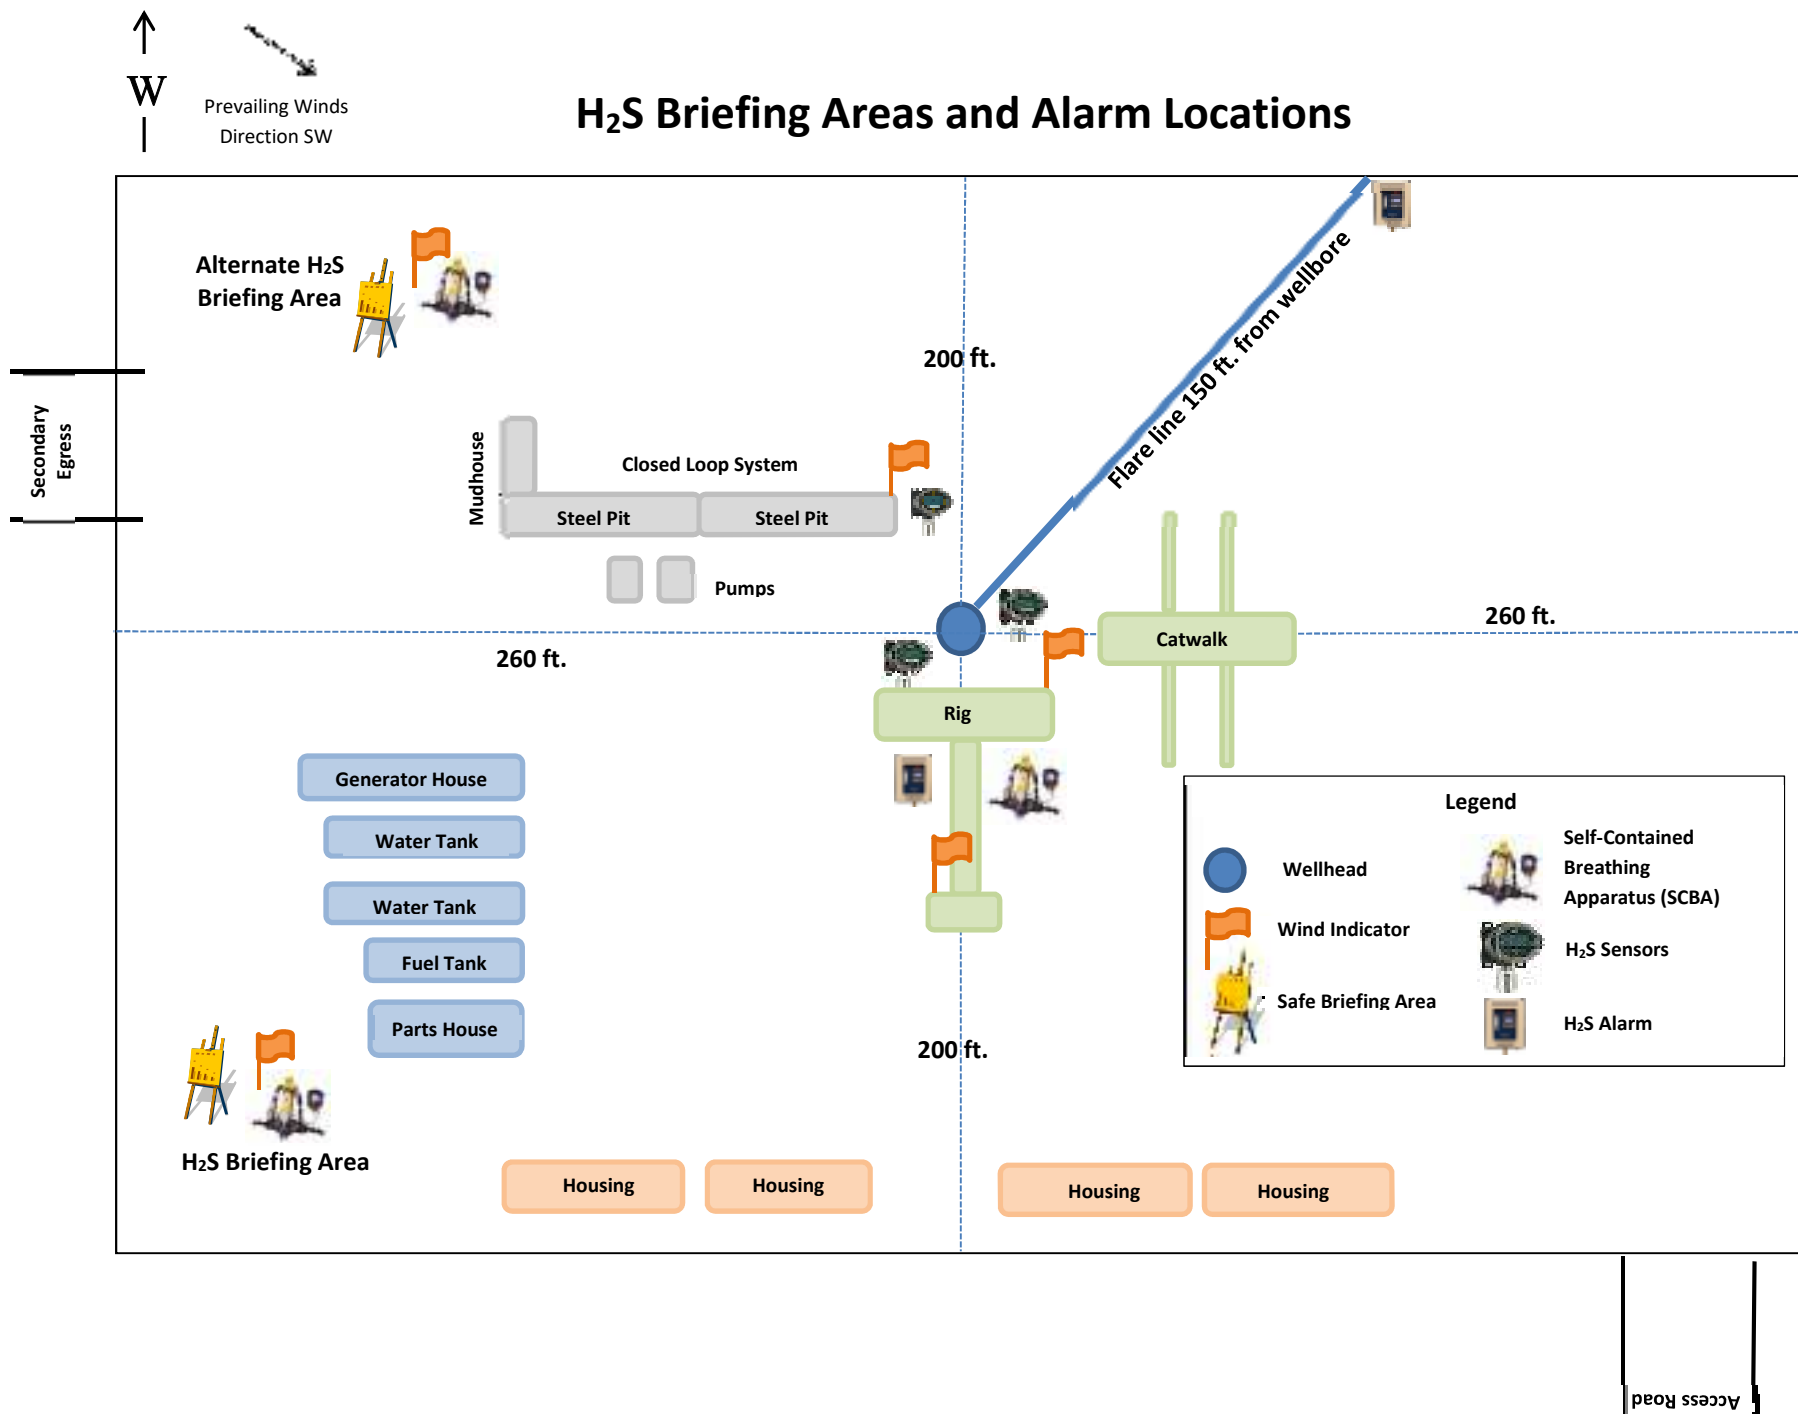 W
Prevailing Winds
Direction SW
H₂S Briefing Areas and Alarm Locations
Alternate H₂S
Briefing Area
200 ft.
Flare line 150 ft. from wellbore
Secondary
Egress
Mudhouse
Closed Loop System
Steel Pit
Steel Pit
Pumps
260 ft.
Catwalk
260 ft.
Rig
Generator House
Water Tank
Water Tank
Fuel Tank
Parts House
200 ft.
H₂S Briefing Area
Housing
Housing
Housing
Housing
Legend
Wellhead
Wind Indicator
Safe Briefing Area
Self-Contained
Breathing
Apparatus (SCBA)
H₂S Sensors
H₂S Alarm
Access Road